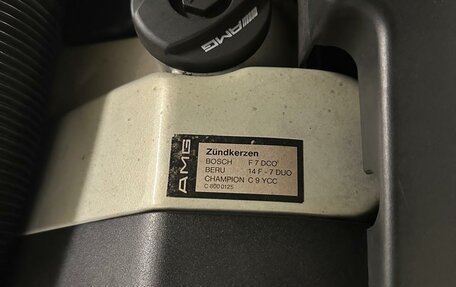 AMG
AMG
Zündkerzen
BOSCH F 7 DCO
BERU 14 F - 7 DUO
CHAMPION C 9 YCC
C 600 0125